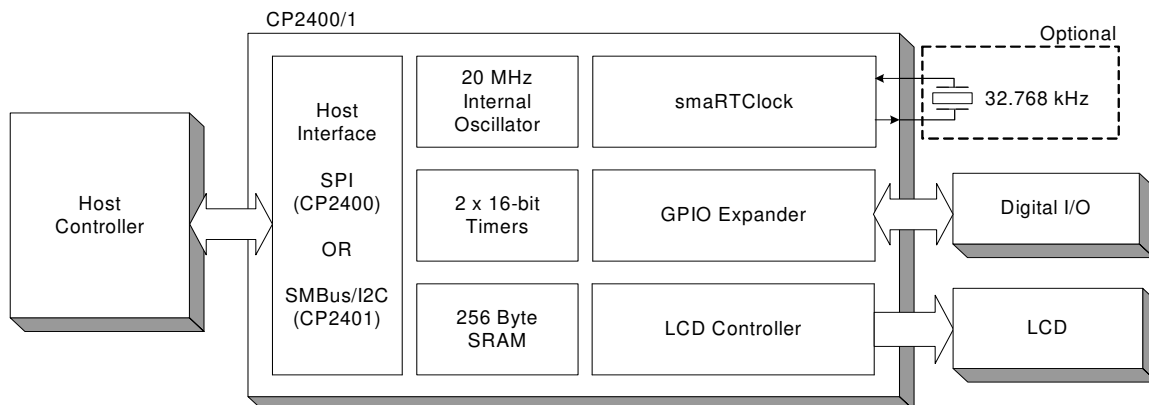 CP2400/1
Optional
Host
Controller
Host
Interface
SPI
(CP2400)
OR
SMBus/I2C
(CP2401)
20 MHz
Internal
Oscillator
smaRTClock
32.768 kHz
2 x 16-bit
Timers
GPIO Expander
Digital I/O
256 Byte
SRAM
LCD Controller
LCD